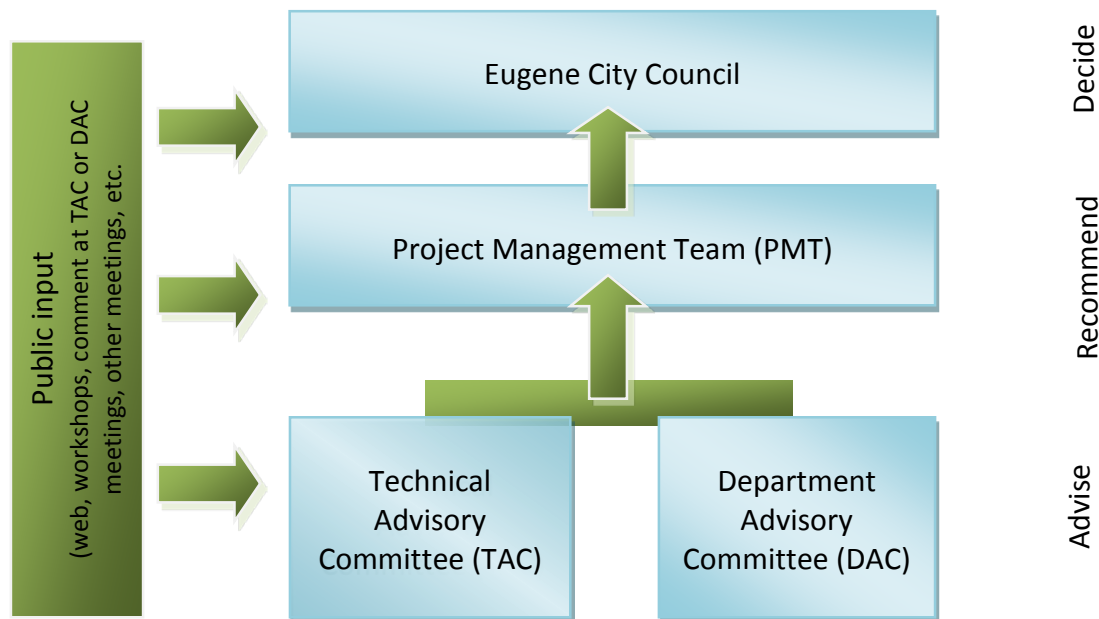 Public input
(web, workshops, comment at TAC or DAC
meetings, other meetings, etc.
Eugene City Council
Decide
Project Management Team (PMT)
Recommend
Technical
Advisory
Committee (TAC)
Department
Advisory
Committee (DAC)
Advise